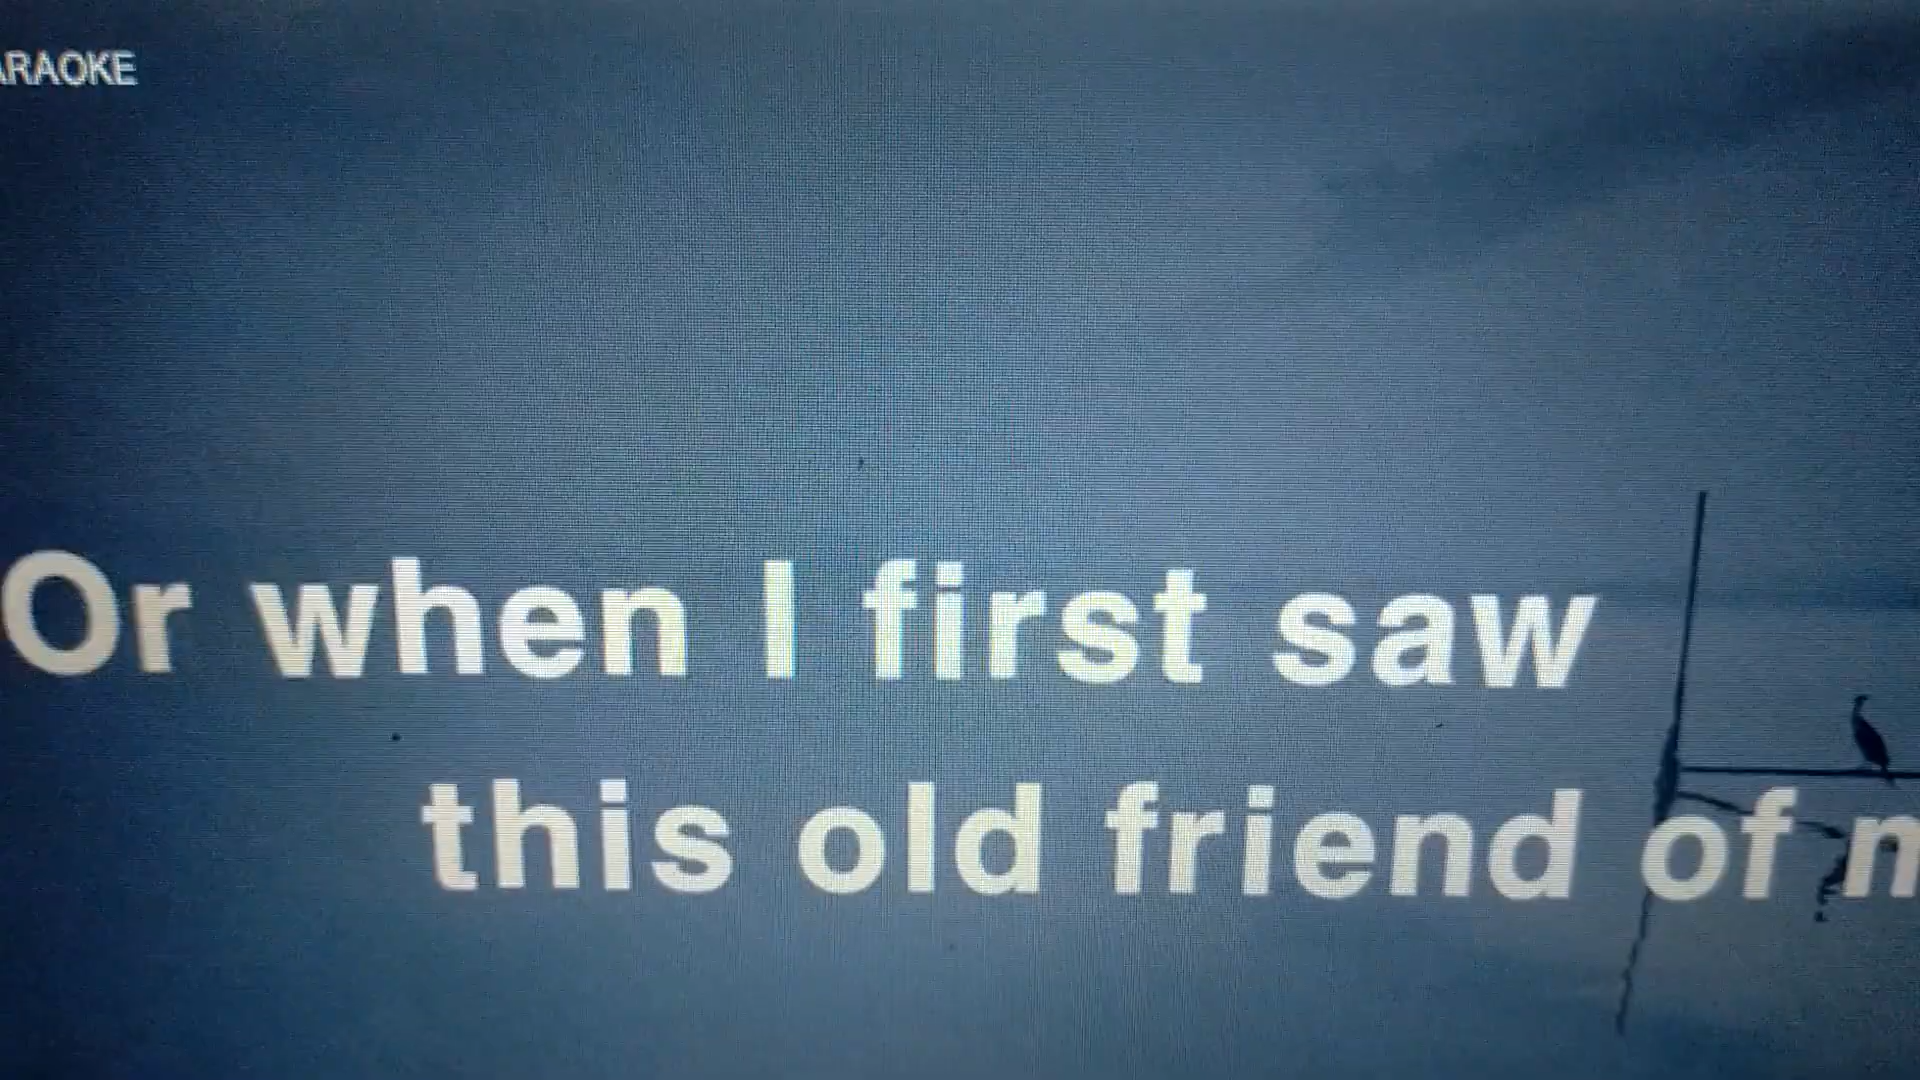 ARAOKE
Or when I first saw
this old friend of